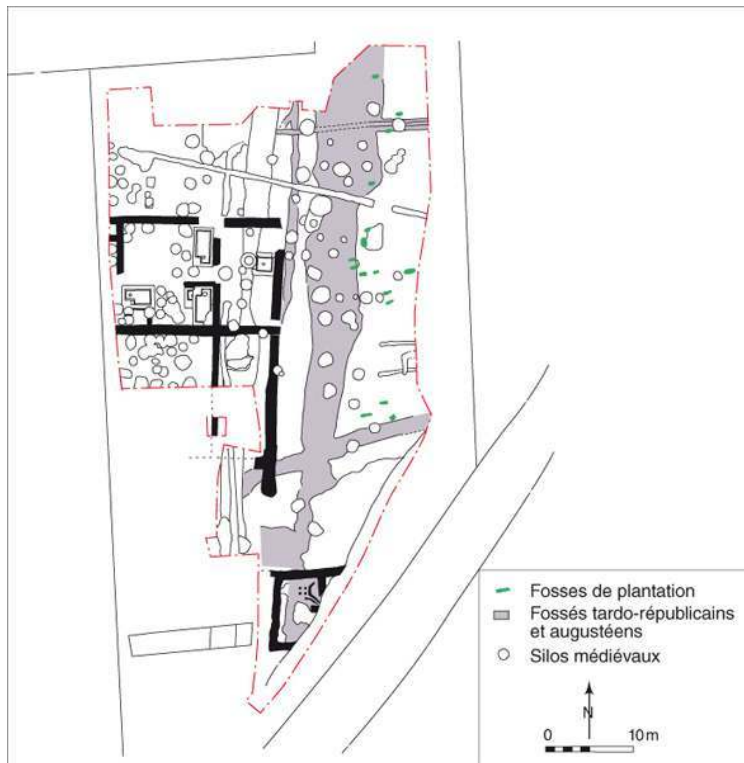 Fosses de plantation
Fossés tardo-républicains
et augustéens
Silos médiévaux
N
0 10 m